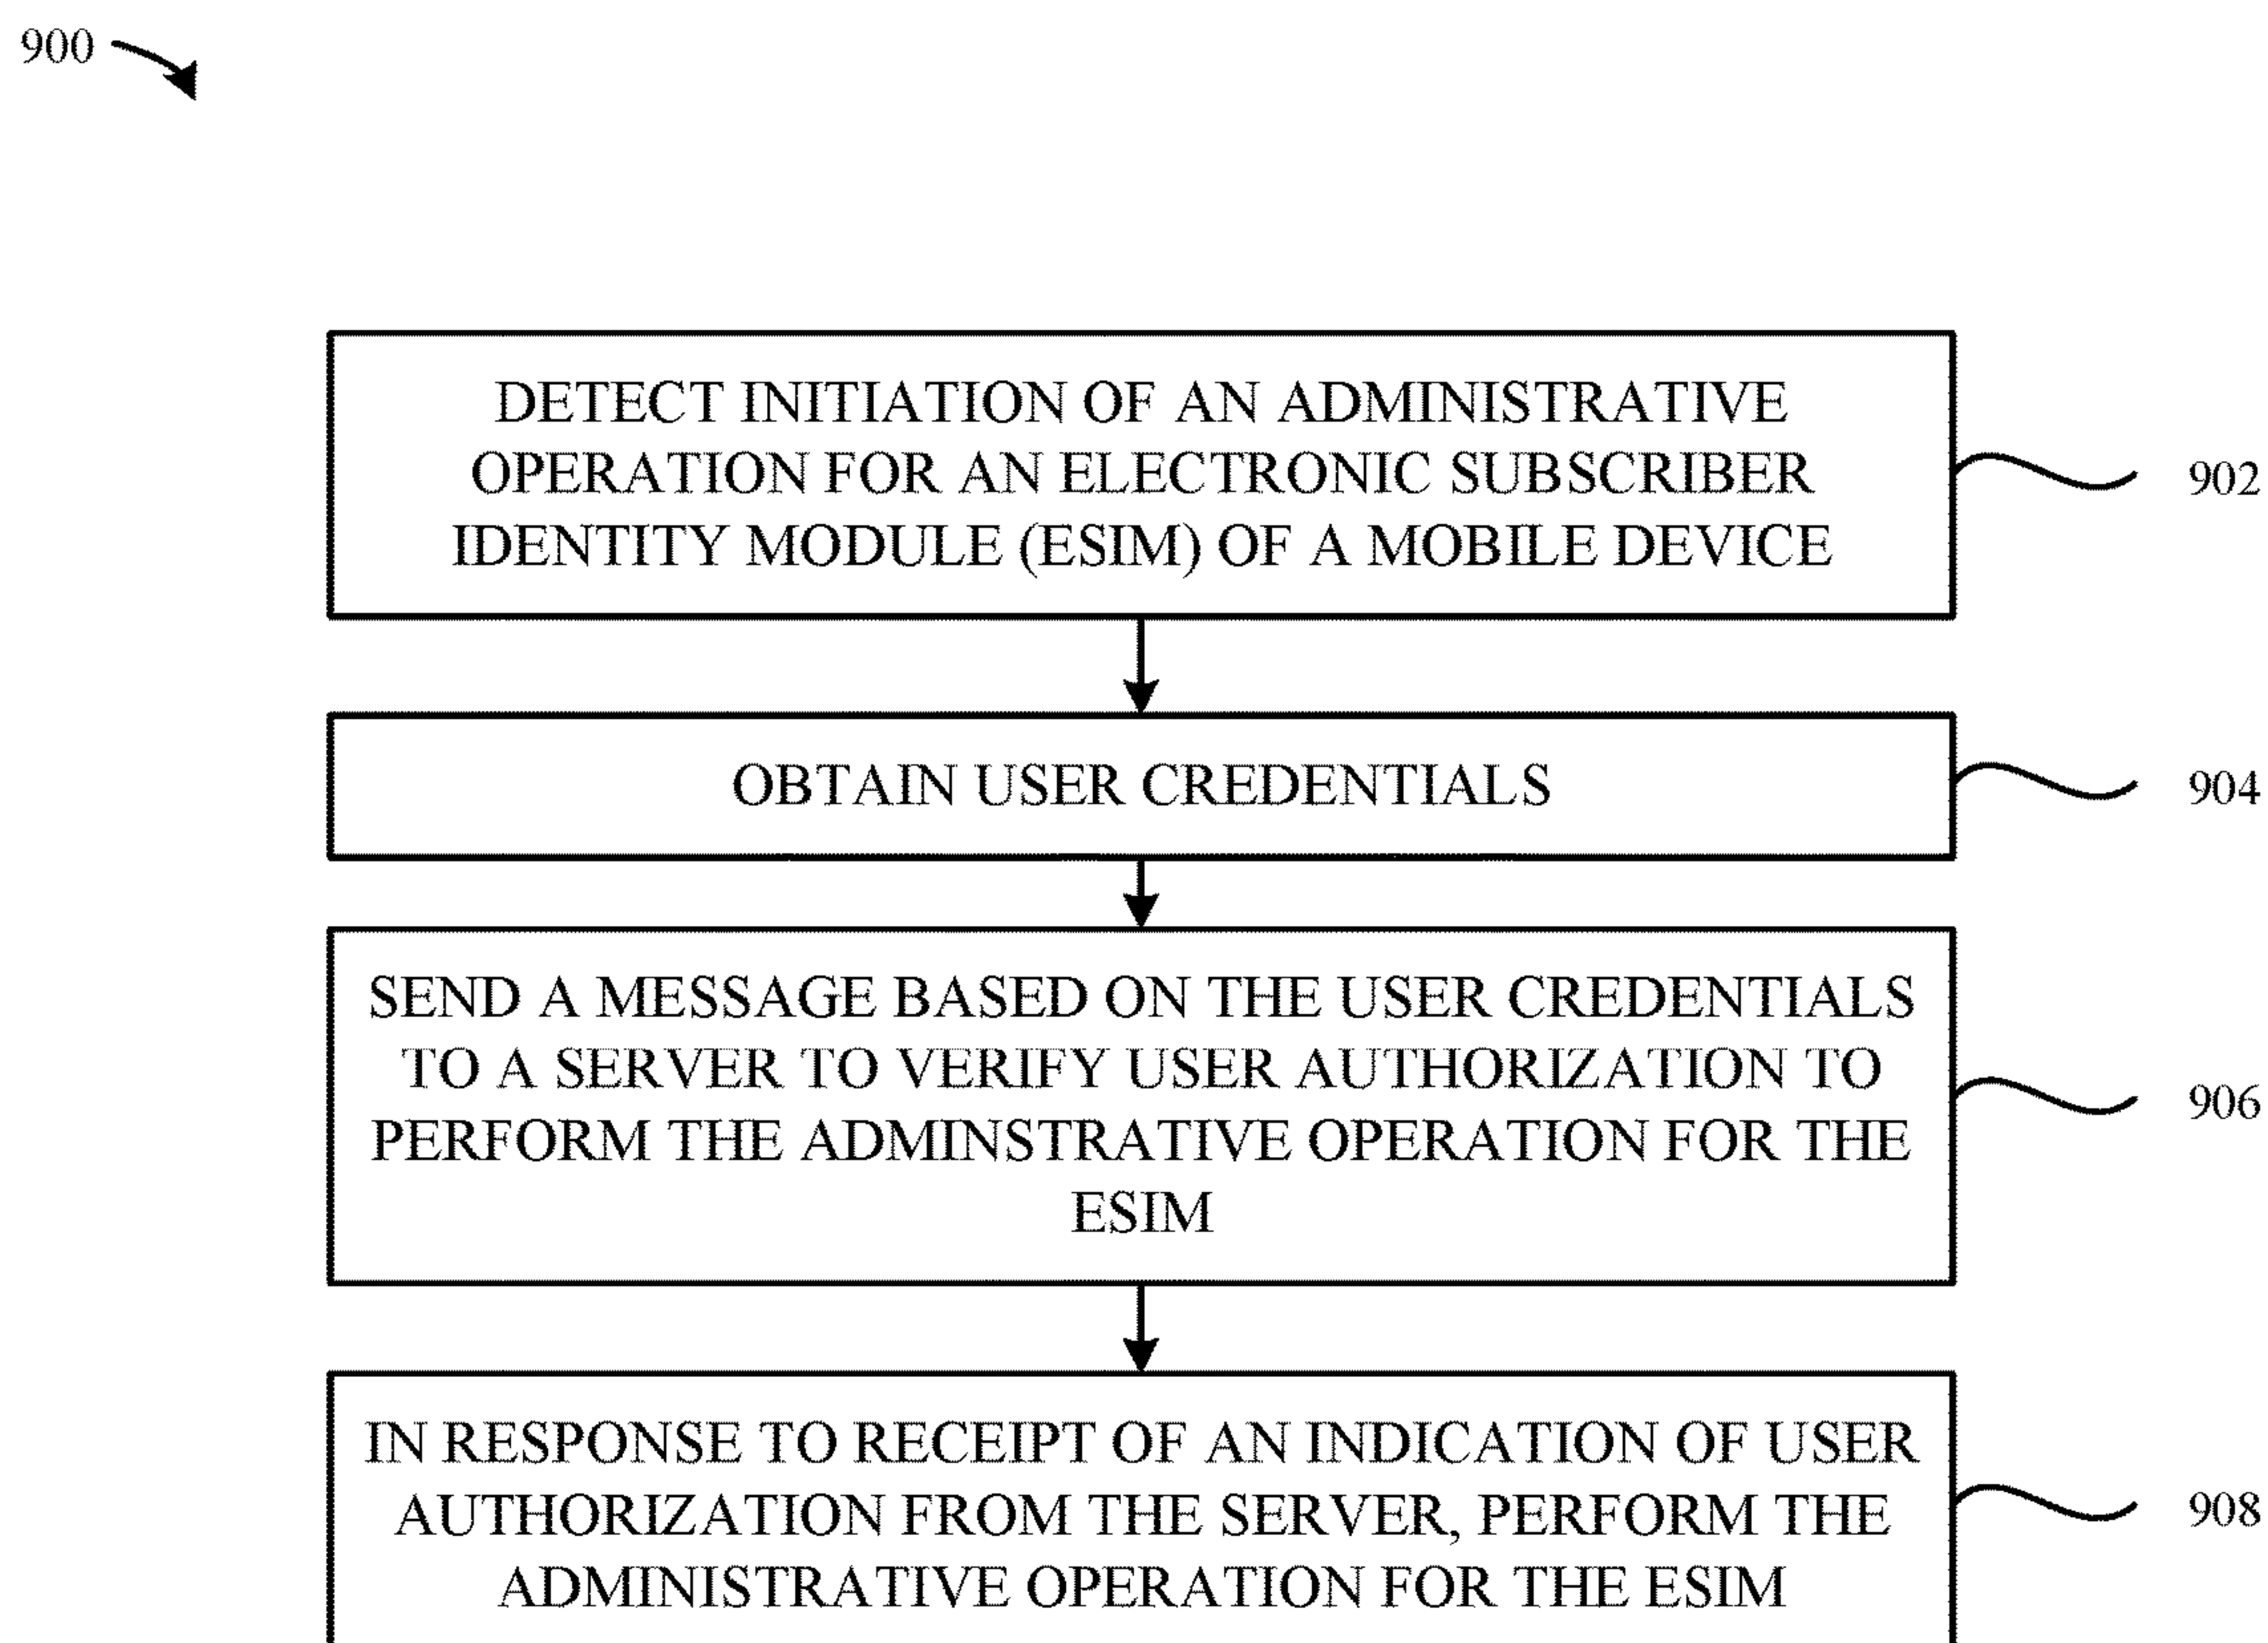 900
DETECT INITIATION OF AN ADMINISTRATIVE
OPERATION FOR AN ELECTRONIC SUBSCRIBER
IDENTITY MODULE (ESIM) OF A MOBILE DEVICE
902
OBTAIN USER CREDENTIALS
904
SEND A MESSAGE BASED ON THE USER CREDENTIALS
TO A SERVER TO VERIFY USER AUTHORIZATION TO
PERFORM THE ADMINSTRATIVE OPERATION FOR THE
ESIM
906
IN RESPONSE TO RECEIPT OF AN INDICATION OF USER
AUTHORIZATION FROM THE SERVER, PERFORM THE
ADMINISTRATIVE OPERATION FOR THE ESIM
908